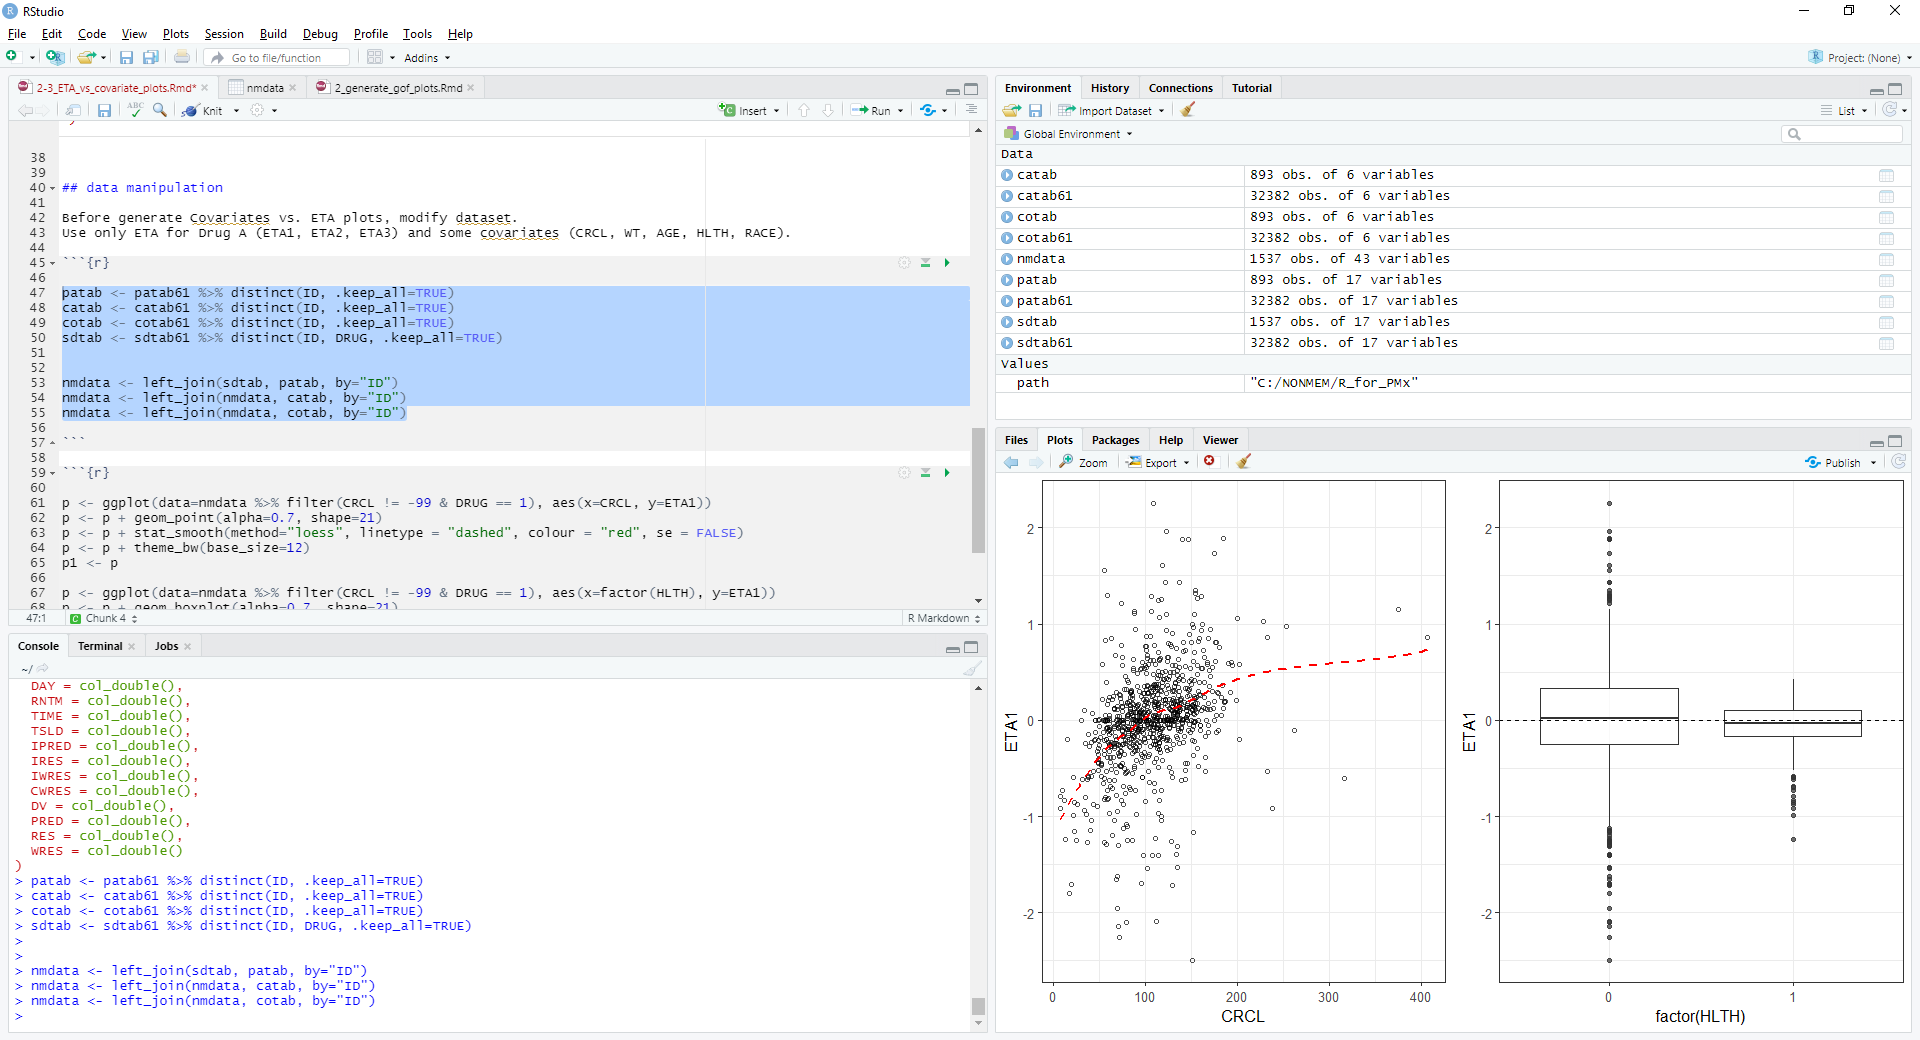 RStudio
File Edit Code View Plots Session Build Debug Profile Tools Help
Go to file/function Addins Project: (None)
2-3_ETA_vs_covariate_plots.Rmd* nmdata 2_generate_gof_plots.Rmd
ABC Knit Insert Run
38
39
40 ## data manipulation
41
42 Before generate Covariates vs. ETA plots, modify dataset.
43 Use only ETA for Drug A (ETA1, ETA2, ETA3) and some covariates (CRCL, WT, AGE, HLTH, RACE).
44
45 ```{r}
46
47 patab <- patab61 %>% distinct(ID, .keep_all=TRUE)
48 catab <- catab61 %>% distinct(ID, .keep_all=TRUE)
49 cotab <- cotab61 %>% distinct(ID, .keep_all=TRUE)
50 sdtab <- sdtab61 %>% distinct(ID, DRUG, .keep_all=TRUE)
51
52
53 nmdata <- left_join(sdtab, patab, by="ID")
54 nmdata <- left_join(nmdata, catab, by="ID")
55 nmdata <- left_join(nmdata, cotab, by="ID")
56
57 ```
58
59 ```{r}
60
61 p <- ggplot(data=nmdata %>% filter(CRCL != -99 & DRUG == 1), aes(x=CRCL, y=ETA1))
62 p <- p + geom_point(alpha=0.7, shape=21)
63 p <- p + stat_smooth(method="loess", linetype = "dashed", colour = "red", se = FALSE)
64 p <- p + theme_bw(base_size=12)
65 p1 <- p
66
67 p <- ggplot(data=nmdata %>% filter(CRCL != -99 & DRUG == 1), aes(x=factor(HLTH), y=ETA1))
68 p <- p + geom_boxplot(alpha=0.7, shape=21)
47:1 Chunk 4 R Markdown
Console Terminal Jobs
~/
DAY = col_double(),
RNTM = col_double(),
TIME = col_double(),
TSLD = col_double(),
IPRED = col_double(),
IRES = col_double(),
IWRES = col_double(),
CWRES = col_double(),
DV = col_double(),
PRED = col_double(),
RES = col_double(),
WRES = col_double()
)
> patab <- patab61 %>% distinct(ID, .keep_all=TRUE)
> catab <- catab61 %>% distinct(ID, .keep_all=TRUE)
> cotab <- cotab61 %>% distinct(ID, .keep_all=TRUE)
> sdtab <- sdtab61 %>% distinct(ID, DRUG, .keep_all=TRUE)
>
>
> nmdata <- left_join(sdtab, patab, by="ID")
> nmdata <- left_join(nmdata, catab, by="ID")
> nmdata <- left_join(nmdata, cotab, by="ID")
>
Environment History Connections Tutorial
Import Dataset List
Global Environment
Data
catab 893 obs. of 6 variables
catab61 32382 obs. of 6 variables
cotab 893 obs. of 6 variables
cotab61 32382 obs. of 6 variables
nmdata 1537 obs. of 43 variables
patab 893 obs. of 17 variables
patab61 32382 obs. of 17 variables
sdtab 1537 obs. of 17 variables
sdtab61 32382 obs. of 17 variables
Values
path "C:/NONMEM/R_for_PMx"
Files Plots Packages Help Viewer
Zoom Export Publish
2
1
0
-1
-2
ETA1
0 100 200 300 400
CRCL
2
1
0
-1
-2
ETA1
0 1
factor(HLTH)